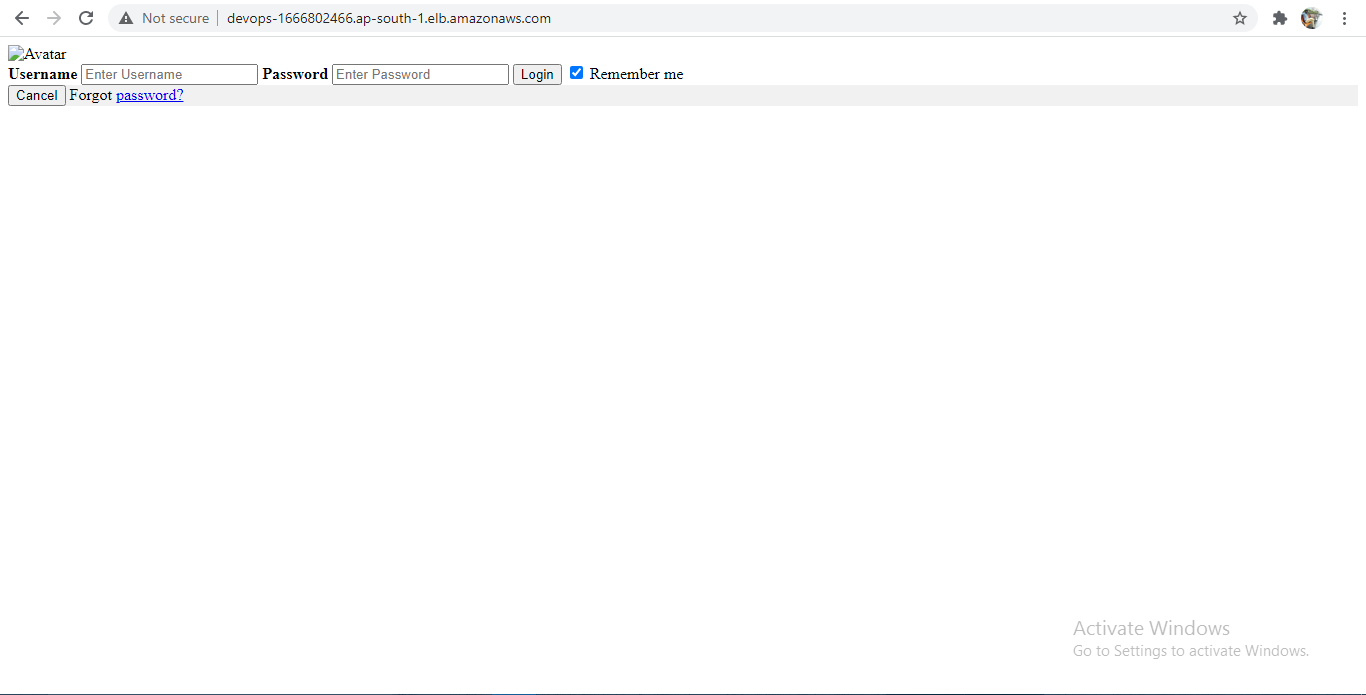 Not secure devops-1666802466.ap-south-1.elb.amazonaws.com
Avatar
Username Enter Username Password Enter Password Login Remember me
Cancel Forgot password?
Activate Windows
Go to Settings to activate Windows.